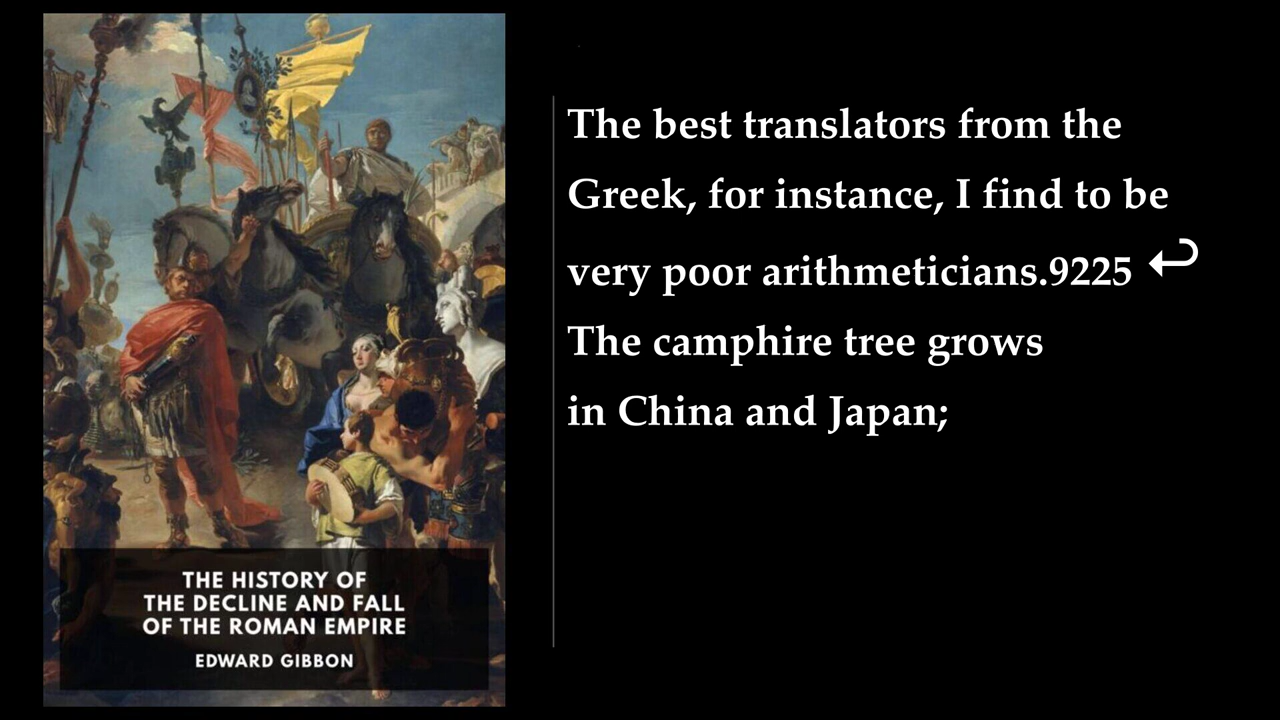 The best translators from the
Greek, for instance, I find to be
very poor arithmeticians.9225 ↩
The camphire tree grows
in China and Japan;
THE HISTORY OF
THE DECLINE AND FALL
OF THE ROMAN EMPIRE
EDWARD GIBBON